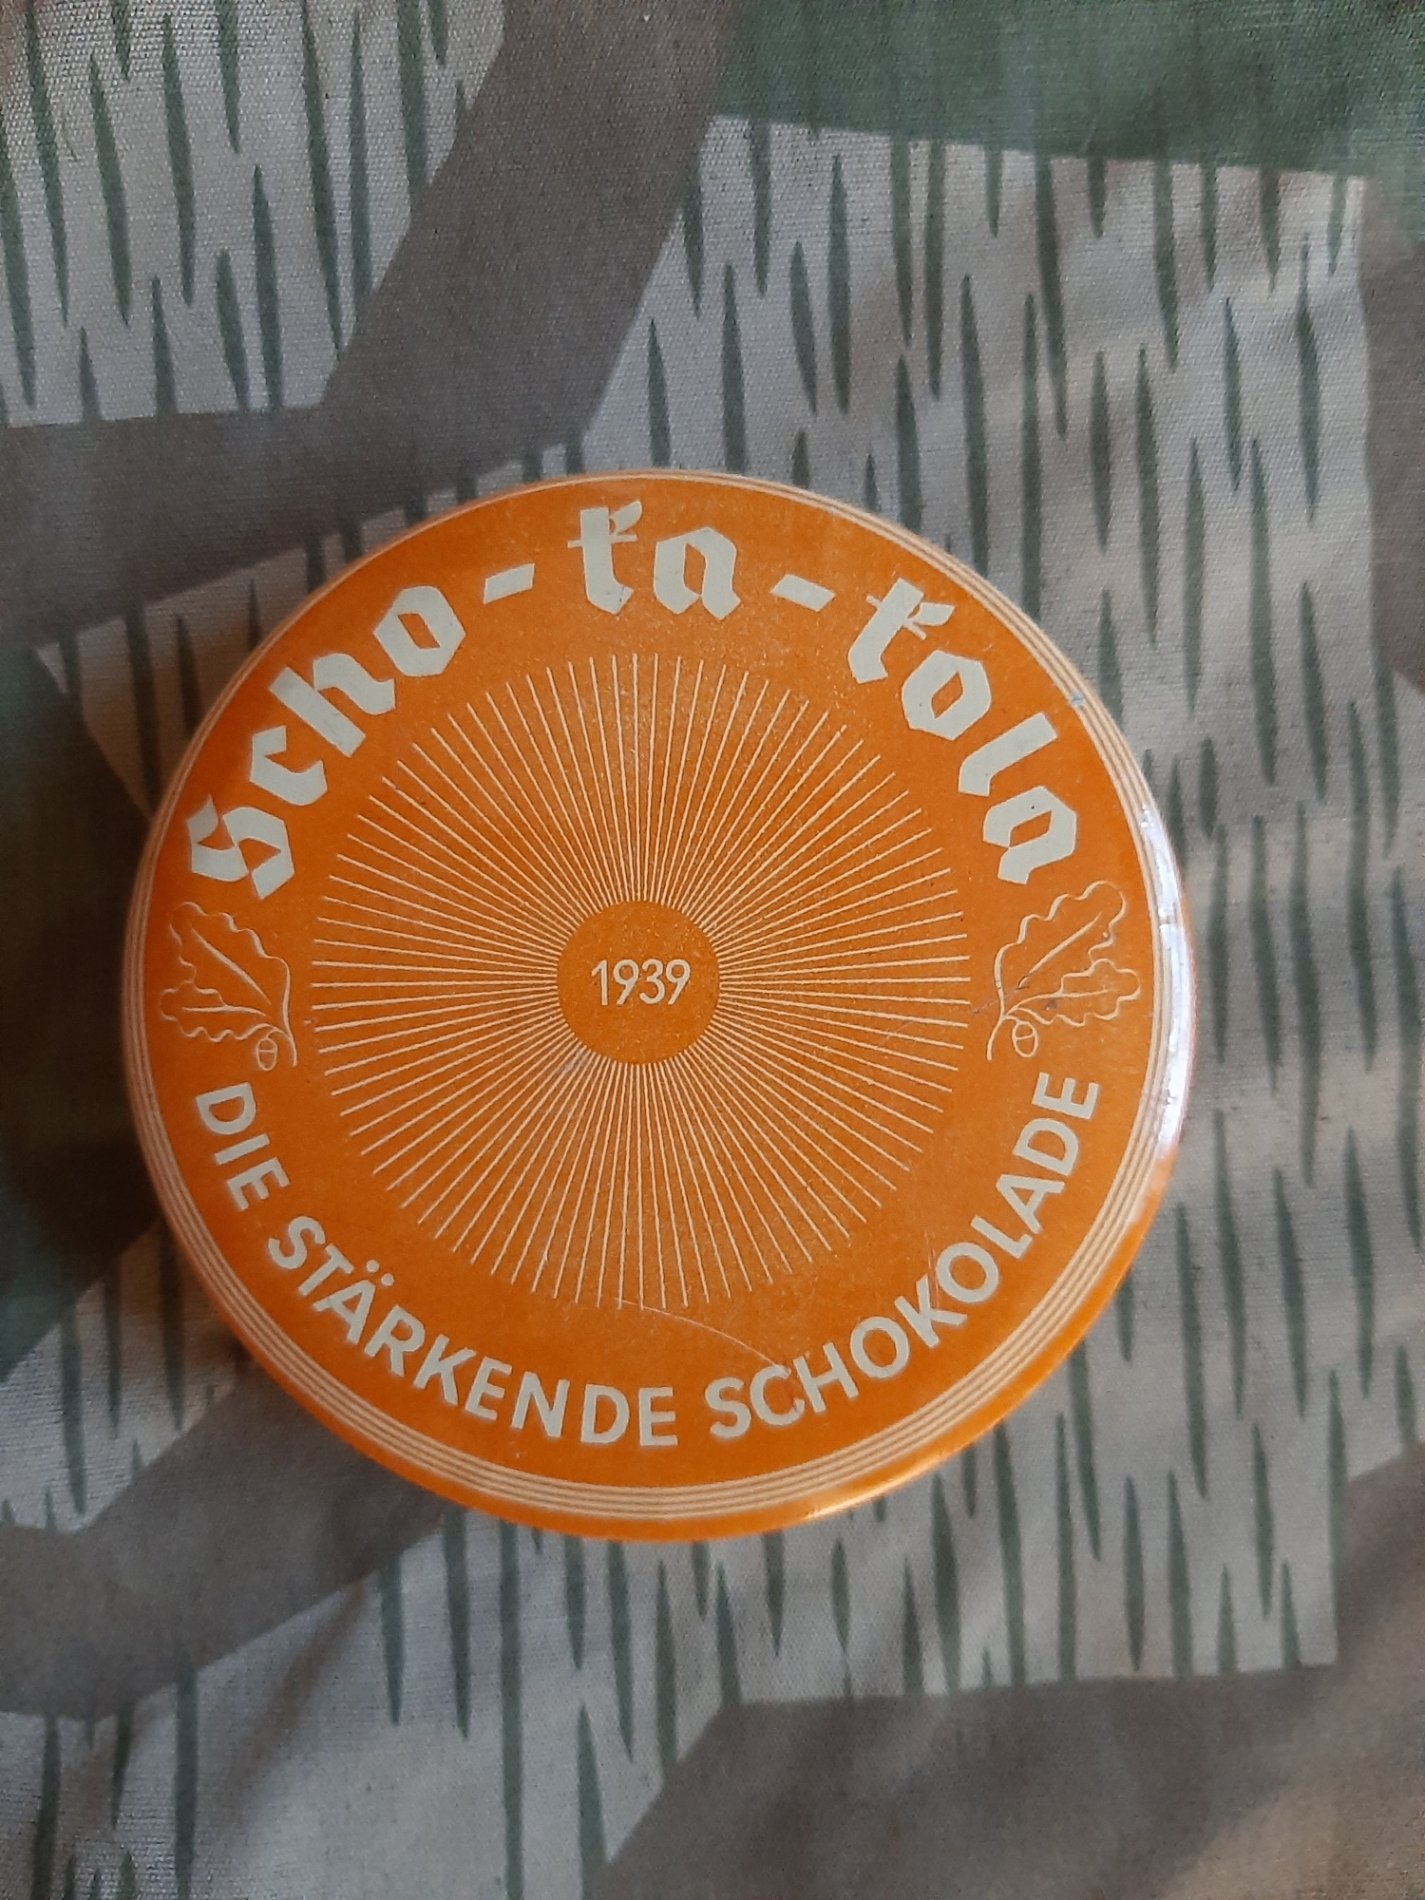 Scho-ka-kola
1939
DIE STÄRKENDE SCHOKOLADE